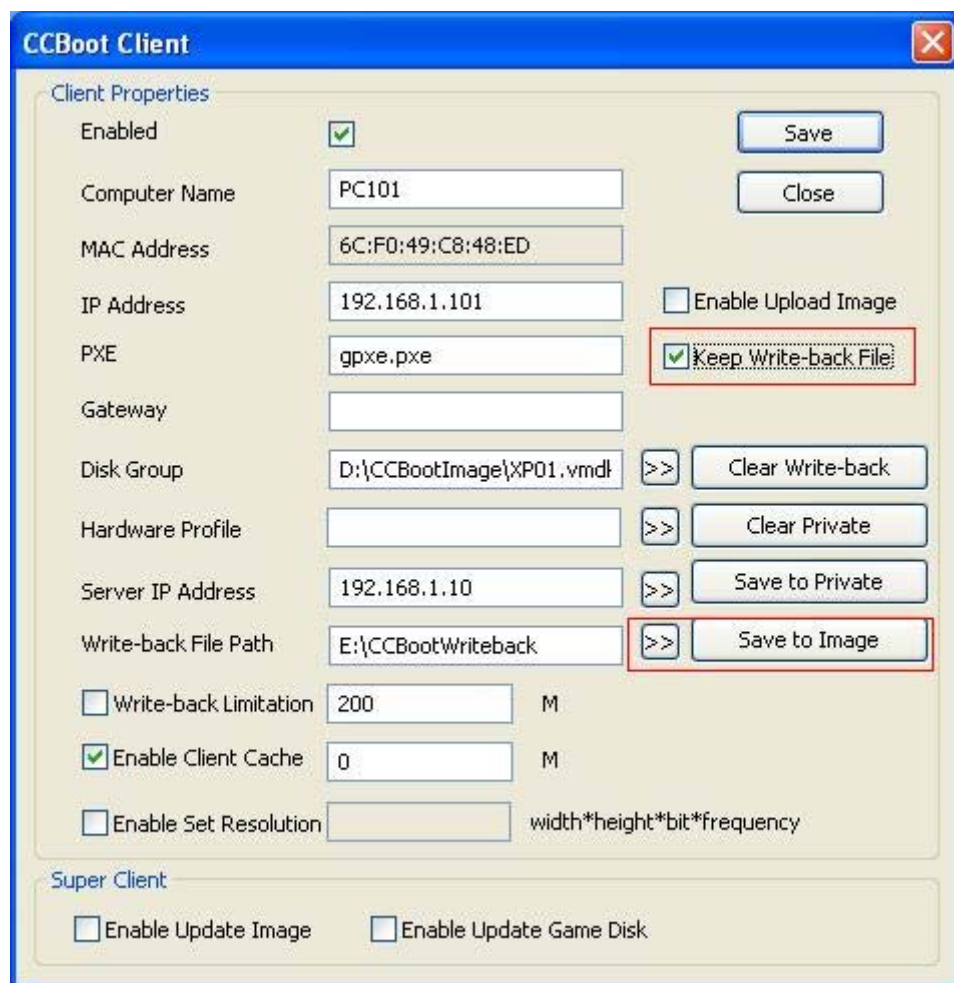 CCBoot Client
Client Properties
Enabled
Save
Computer Name PC101
Close
MAC Address 6C:F0:49:C8:48:ED
IP Address 192.168.1.101 Enable Upload Image
PXE gpxe.pxe Keep Write-back File
Gateway
Disk Group D:\CCBootImage\XP01.vmd >> Clear Write-back
Hardware Profile >> Clear Private
Server IP Address 192.168.1.10 >> Save to Private
Write-back File Path E:\CCBootWriteback >> Save to Image
Write-back Limitation 200 M
Enable Client Cache 0 M
Enable Set Resolution width*height*bit*frequency
Super Client
Enable Update Image Enable Update Game Disk